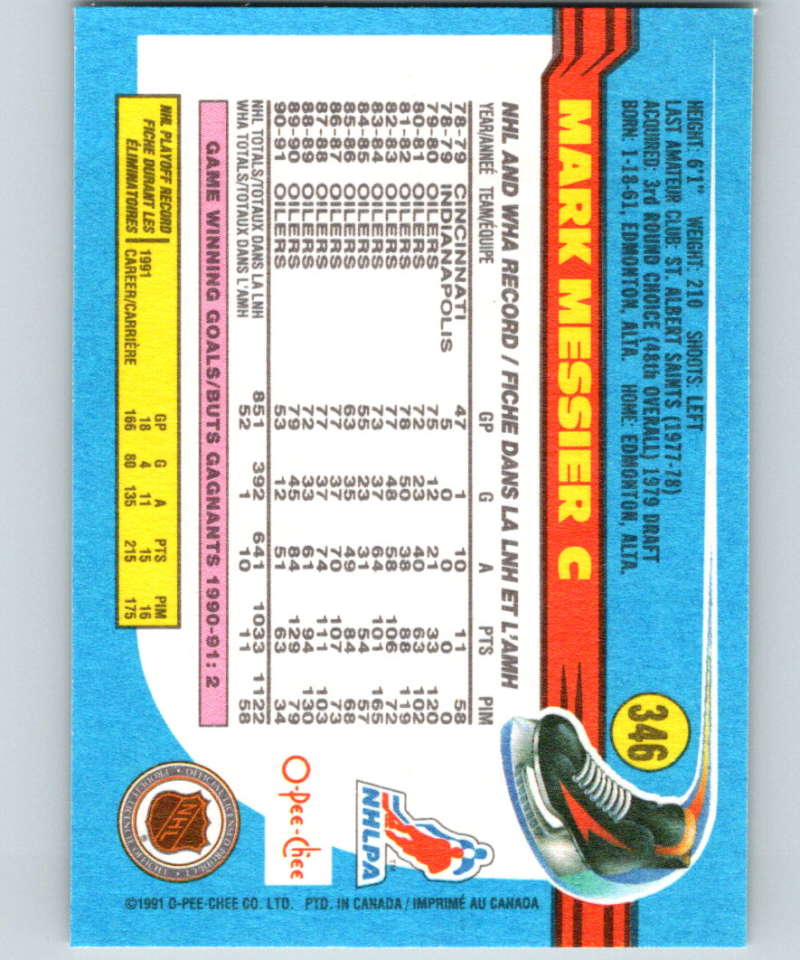 346
HEIGHT: 6'1" WEIGHT: 210 SHOOTS: LEFT
LAST AMATEUR CLUB: ST. ALBERT SAINTS (1977-78)
ACQUIRED: 3rd ROUND CHOICE (48th OVERALL) 1979 DRAFT
BORN: 1-18-61, EDMONTON, ALTA. HOME: EDMONTON, ALTA.
MARK MESSIER C
NHL AND WHA RECORD / FICHE DANS LA LNH ET L'AMH
YEAR/ANNÉE TEAM/ÉQUIPE GP G A PTS PIM
78-79 CINCINNATI 47 1 10 11 58
78-79 INDIANAPOLIS 5 0 0 0 0
79-80 OILERS 75 12 21 33 120
80-81 OILERS 72 23 40 63 102
81-82 OILERS 78 50 38 88 119
82-83 OILERS 77 48 58 106 72
83-84 OILERS 73 37 64 101 165
84-85 OILERS 55 23 31 54 57
85-86 OILERS 63 35 49 84 68
86-87 OILERS 77 37 70 107 73
87-88 OILERS 77 37 74 111 103
88-89 OILERS 72 33 61 94 130
89-90 OILERS 79 45 84 129 79
90-91 OILERS 53 12 51 63 34
NHL TOTALS/TOTAUX DANS LA LNH 851 392 641 1033 1122
WHA TOTALS/TOTAUX DANS L'AMH 52 1 10 11 58
GAME WINNING GOALS/BUTS GAGNANTS 1990-91: 2
NHL PLAYOFF RECORD
FICHE DURANT LES
ÉLIMINATOIRES
GP G A PTS PIM
1991 18 4 11 15 16
CAREER/CARRIÈRE 166 80 135 215 175
NHLPA
TM
O-Pee-Chee
OFFICIAL LICENSED PRODUCT • PRODUIT LICENCIÉ OFFICIEL •
NHL
®
©1991 O-PEE-CHEE CO. LTD. PTD. IN CANADA / IMPRIMÉ AU CANADA